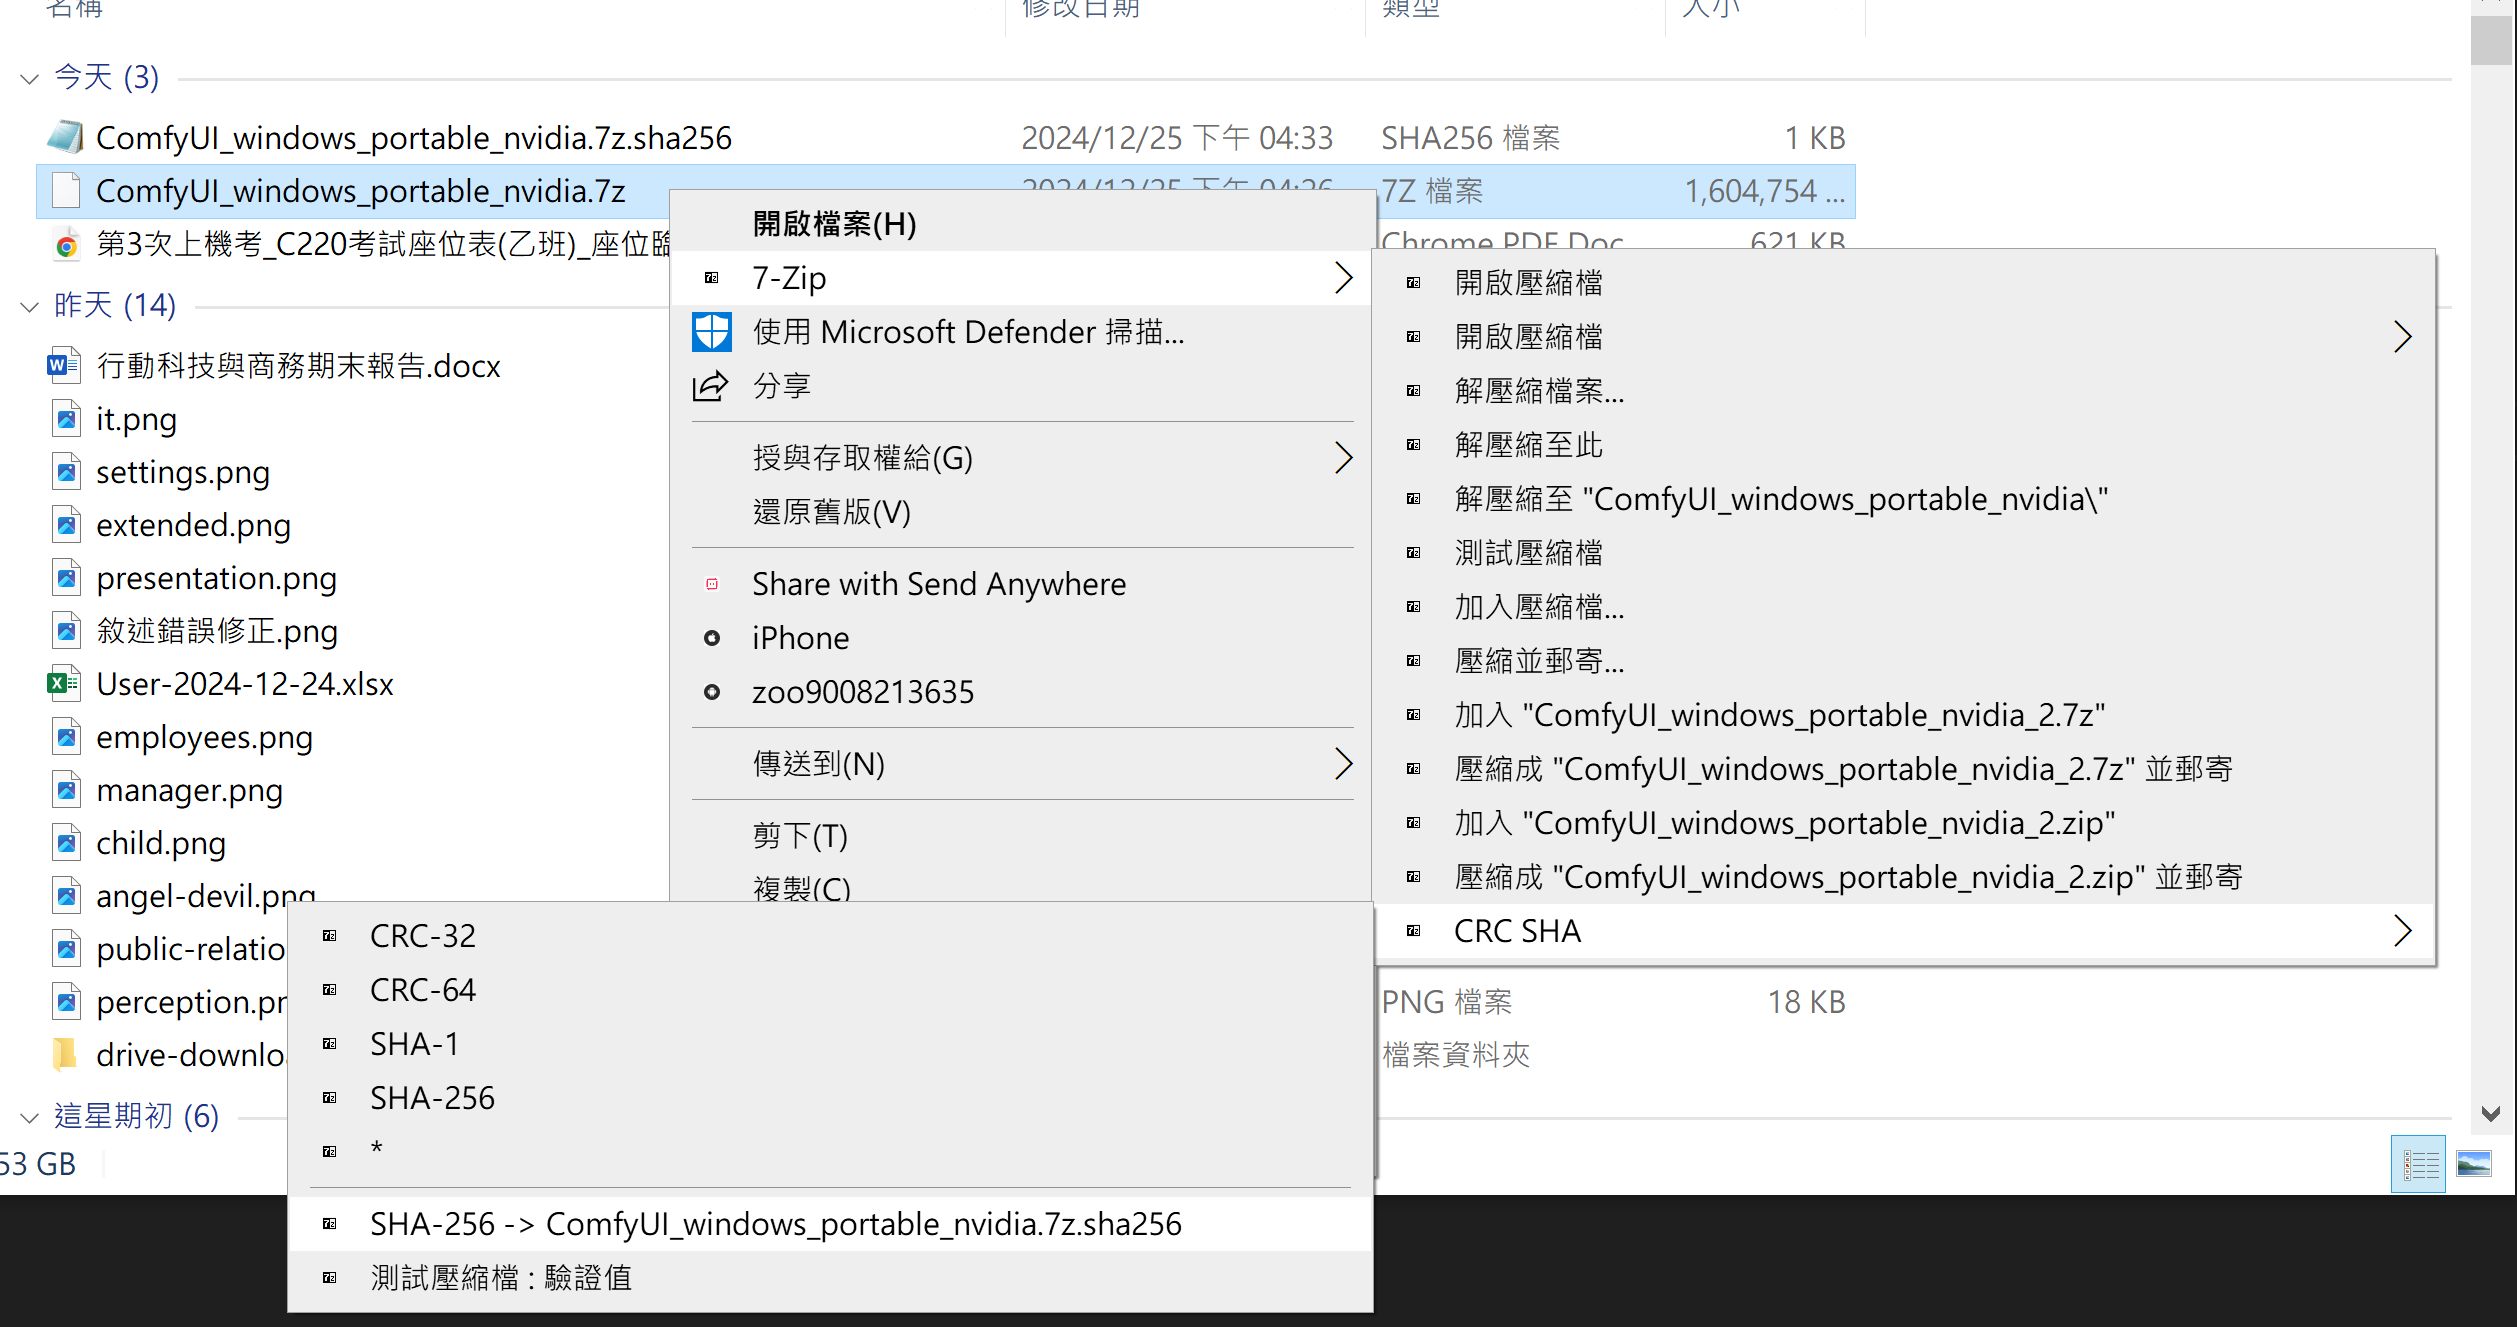 名稱 修改日期 類型 大小
今天 (3)
ComfyUI_windows_portable_nvidia.7z.sha256 2024/12/25 下午 04:33 SHA256 檔案 1 KB
ComfyUI_windows_portable_nvidia.7z 2024/12/25 下午 04:26 7Z 檔案 1,604,754 ...
第3次上機考_C220考試座位表(乙班)_座位 Chrome PDF Doc 621 KB
昨天 (14)
行動科技與商務期末報告.docx
it.png
settings.png
extended.png
presentation.png
敘述錯誤修正.png
User-2024-12-24.xlsx
employees.png
manager.png
child.png
angel-devil.png
public-relatio
perception.pn PNG 檔案 18 KB
drive-downlo 檔案資料夾
這星期初 (6)
53 GB
開啟檔案(H)
7-Zip
使用 Microsoft Defender 掃描...
分享
授與存取權給(G)
還原舊版(V)
Share with Send Anywhere
iPhone
zoo9008213635
傳送到(N)
剪下(T)
複製(C)
開啟壓縮檔
開啟壓縮檔
解壓縮檔案...
解壓縮至此
解壓縮至 "ComfyUI_windows_portable_nvidia\"
測試壓縮檔
加入壓縮檔...
壓縮並郵寄...
加入 "ComfyUI_windows_portable_nvidia_2.7z"
壓縮成 "ComfyUI_windows_portable_nvidia_2.7z" 並郵寄
加入 "ComfyUI_windows_portable_nvidia_2.zip"
壓縮成 "ComfyUI_windows_portable_nvidia_2.zip" 並郵寄
CRC SHA
CRC-32
CRC-64
SHA-1
SHA-256
*
SHA-256 -> ComfyUI_windows_portable_nvidia.7z.sha256
測試壓縮檔 : 驗證值